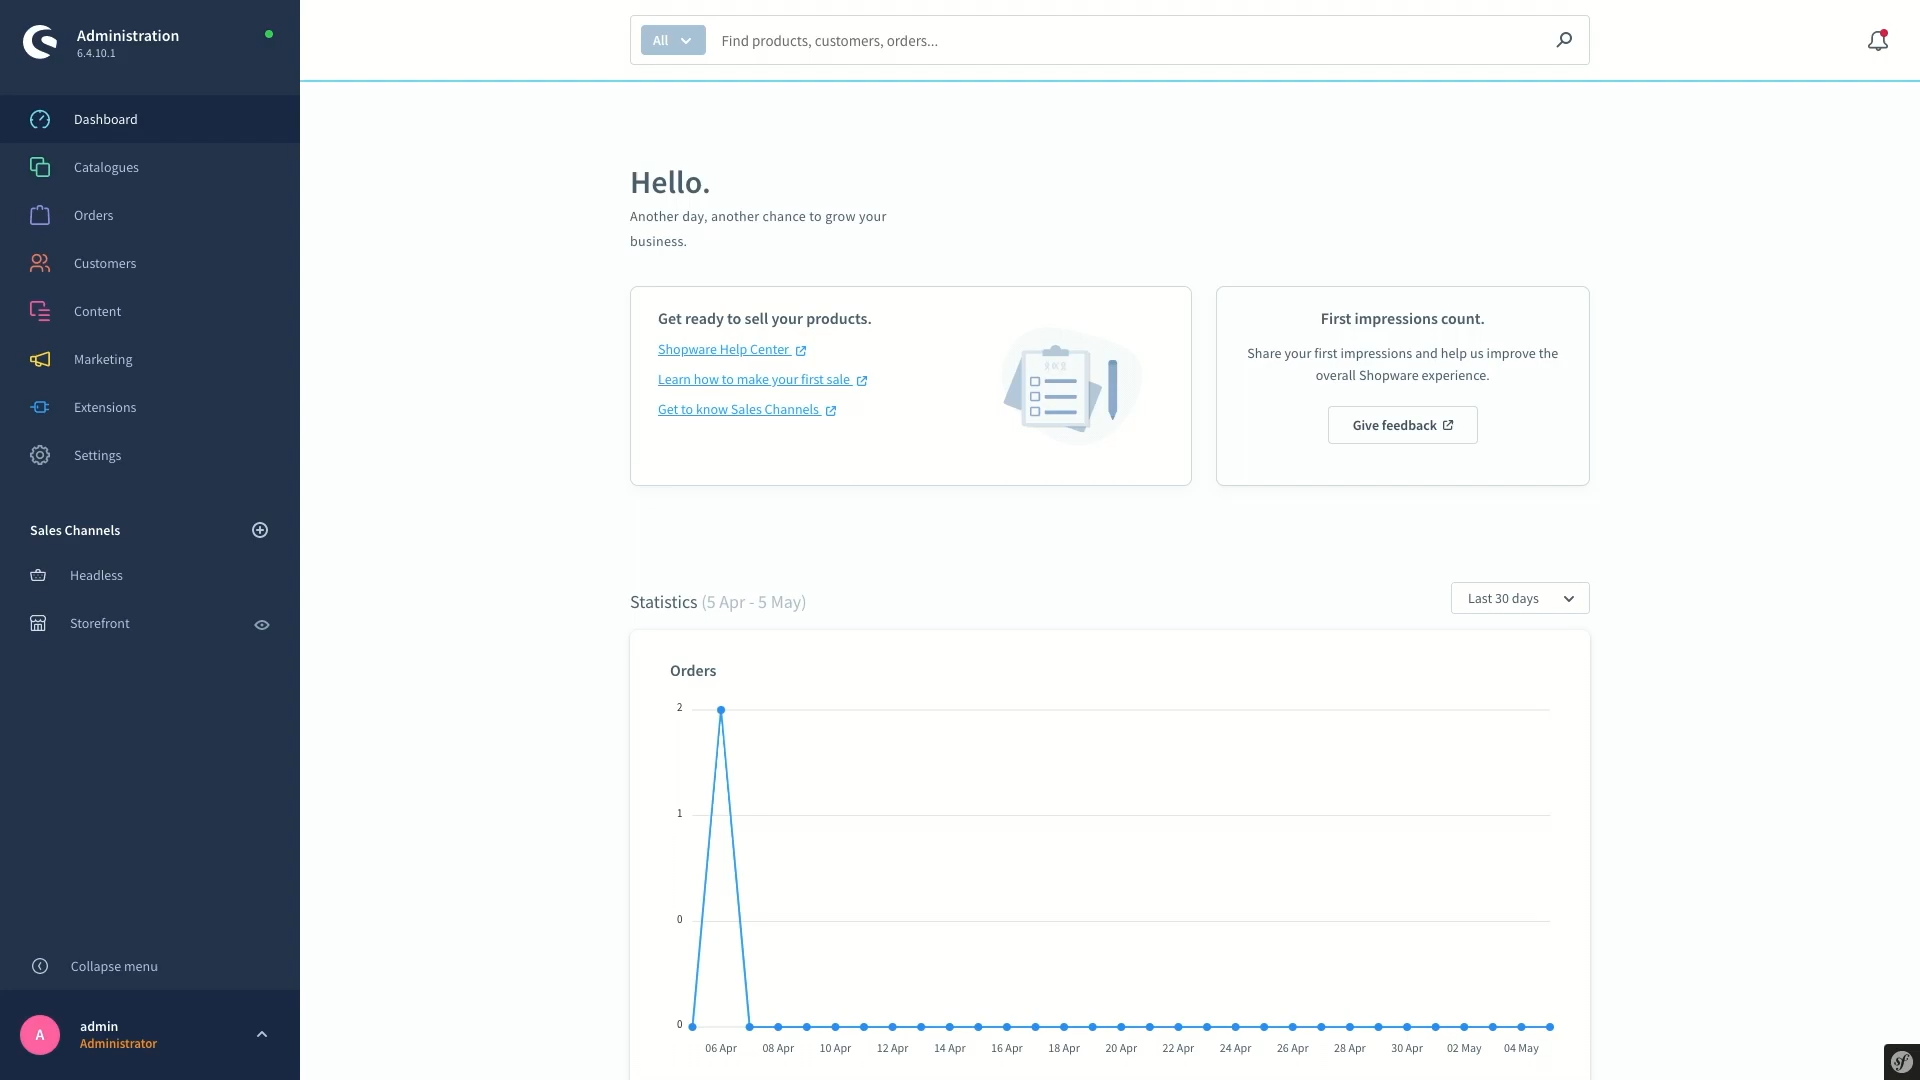 Administration
6.4.10.1
Dashboard
Catalogues
Orders
Customers
Content
Marketing
Extensions
Settings
Sales Channels
Headless
Storefront
Collapse menu
A
admin
Administrator
All
Find products, customers, orders...
Hello.
Another day, another chance to grow your
business.
Get ready to sell your products.
Shopware Help Center
Learn how to make your first sale
Get to know Sales Channels
First impressions count.
Share your first impressions and help us improve the
overall Shopware experience.
Give feedback
Statistics (5 Apr - 5 May)
Last 30 days
Orders
2
1
0
0
06 Apr 08 Apr 10 Apr 12 Apr 14 Apr 16 Apr 18 Apr 20 Apr 22 Apr 24 Apr 26 Apr 28 Apr 30 Apr 02 May 04 May
sf